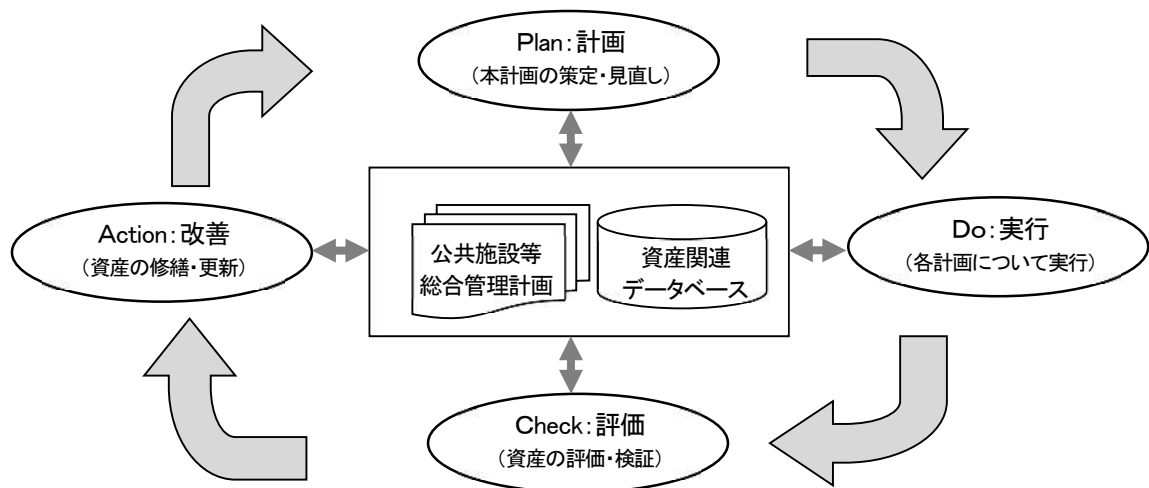 Plan:計画
（本計画の策定・見直し）
Action:改善
（資産の修繕・更新）
公共施設等
総合管理計画
資産関連
データベース
Do:実行
（各計画について実行）
Check:評価
（資産の評価・検証）